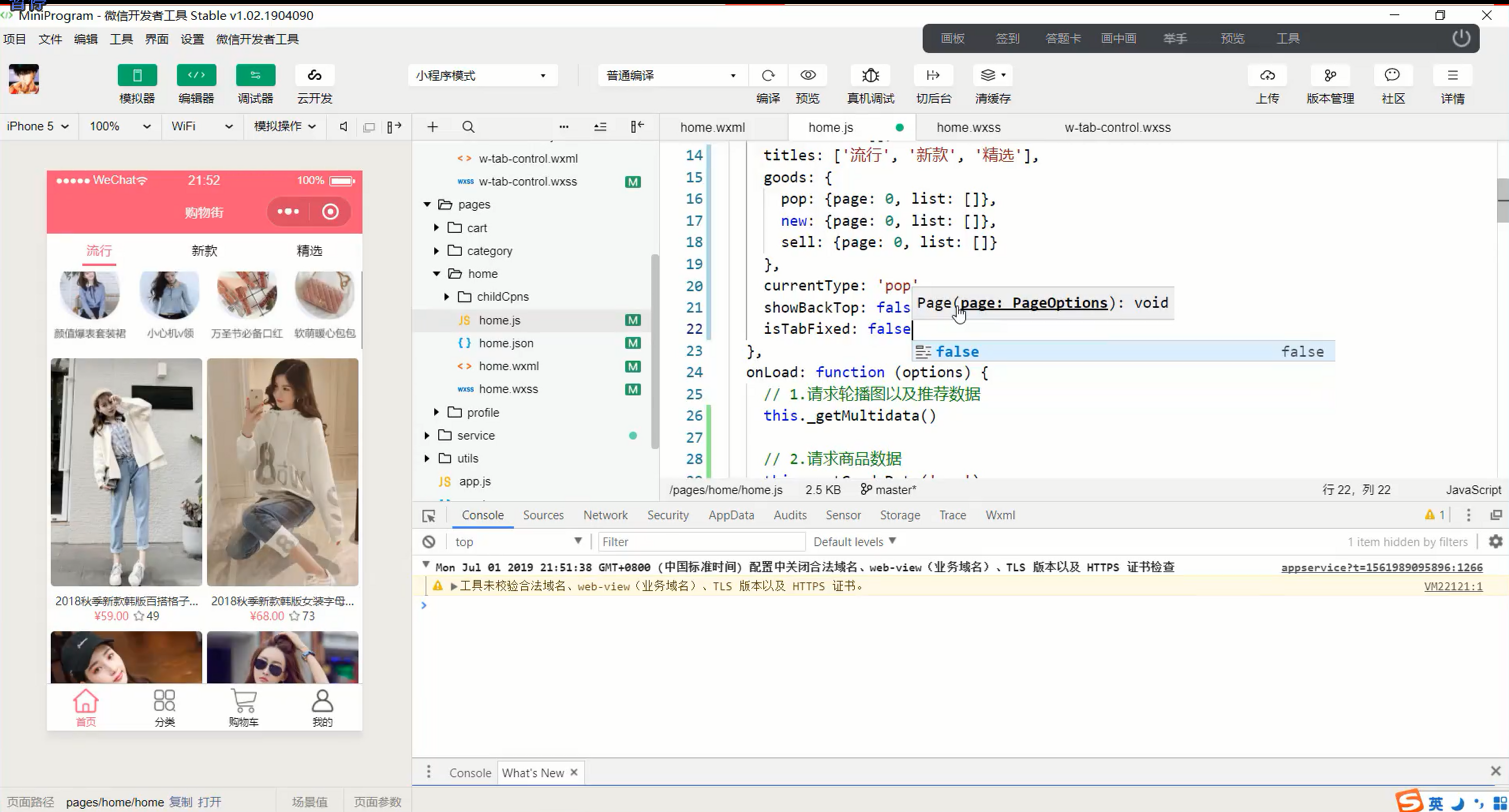 暂停
MiniProgram - 微信开发者工具 Stable v1.02.1904090
项目 文件 编辑 工具 界面 设置 微信开发者工具
画板 签到 答题卡 画中画 举手 预览 工具
小程序模式 普通编译
模拟器 编辑器 调试器 云开发 编译 预览 真机调试 切后台 清缓存 上传 版本管理 社区 详情
iPhone 5 100% WiFi 模拟操作
home.wxml home.js home.wxss w-tab-control.wxss
WeChat 21:52 100%
购物街
流行 新款 精选
颜值爆表套装裙 小心机v领 万圣节必备口红 软萌暖心包包
2018秋季新款韩版百搭格子... 2018秋季新款韩版女装字母...
¥59.00 49 ¥68.00 73
首页 分类 购物车 我的
w-tab-control.wxml
w-tab-control.wxss M
pages
cart
category
home
childCpns
home.js M
home.json M
home.wxml M
home.wxss M
profile
service
utils
app.js
14 titles: ['流行', '新款', '精选'],
15 goods: {
16 pop: {page: 0, list: []},
17 new: {page: 0, list: []},
18 sell: {page: 0, list: []}
19 },
20 currentType: 'pop'
Page(page: PageOptions): void
21 showBackTop: fals
22 isTabFixed: false
false false
23 },
24 onLoad: function (options) {
25 // 1.请求轮播图以及推荐数据
26 this._getMultidata()
27
28 // 2.请求商品数据
/pages/home/home.js 2.5 KB master* 行 22，列 22 JavaScript
Console Sources Network Security AppData Audits Sensor Storage Trace Wxml 1
top Filter Default levels 1 item hidden by filters
Mon Jul 01 2019 21:51:38 GMT+0800 (中国标准时间) 配置中关闭合法域名、web-view（业务域名）、TLS 版本以及 HTTPS 证书检查 appservice?t=1561989095896:1266
工具未校验合法域名、web-view（业务域名）、TLS 版本以及 HTTPS 证书。 VM22121:1
Console What's New
页面路径 pages/home/home 复制 打开 场景值 页面参数
英